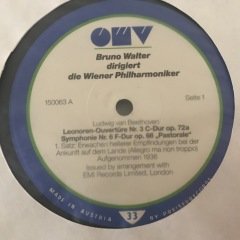 OMV
Bruno Walter
dirigiert
die Wiener Philharmoniker
150063 A
Seite 1
Ludwig van Beethoven
Leonoren-Ouvertüre Nr. 3 C-Dur op. 72a
Symphonie Nr. 6 F-Dur op. 68 „Pastorale"
1. Satz: Erwachen heiterer Empfindungen bei der
Ankunft auf dem Lande (Allegro ma non troppo)
Aufgenommen 1936
Issued by arrangement with
EMI Records Limited, London
MADE IN AUSTRIA
33